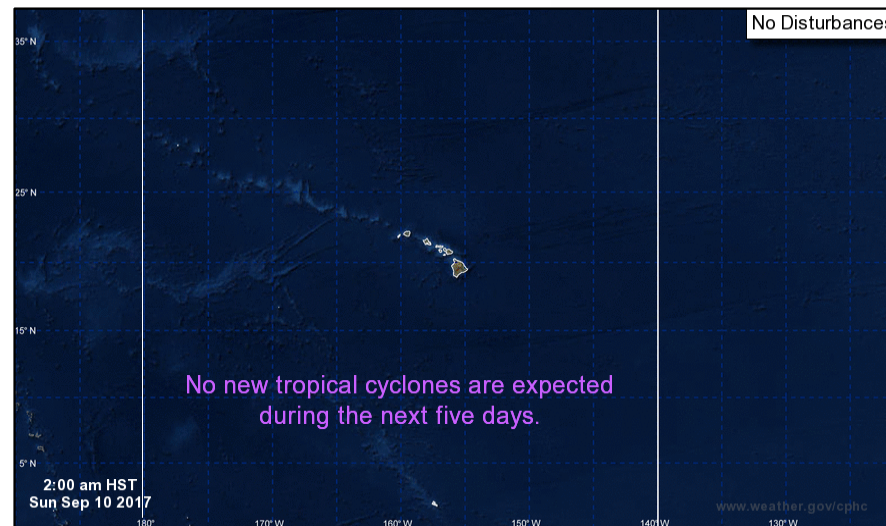 No Disturbances
35° N
25° N
15° N
No new tropical cyclones are expected
during the next five days.
5° N
2:00 am HST
Sun Sep 10 2017
www.weather.gov/cphc
180°
170° W
160° W
150° W
140° W
130° W